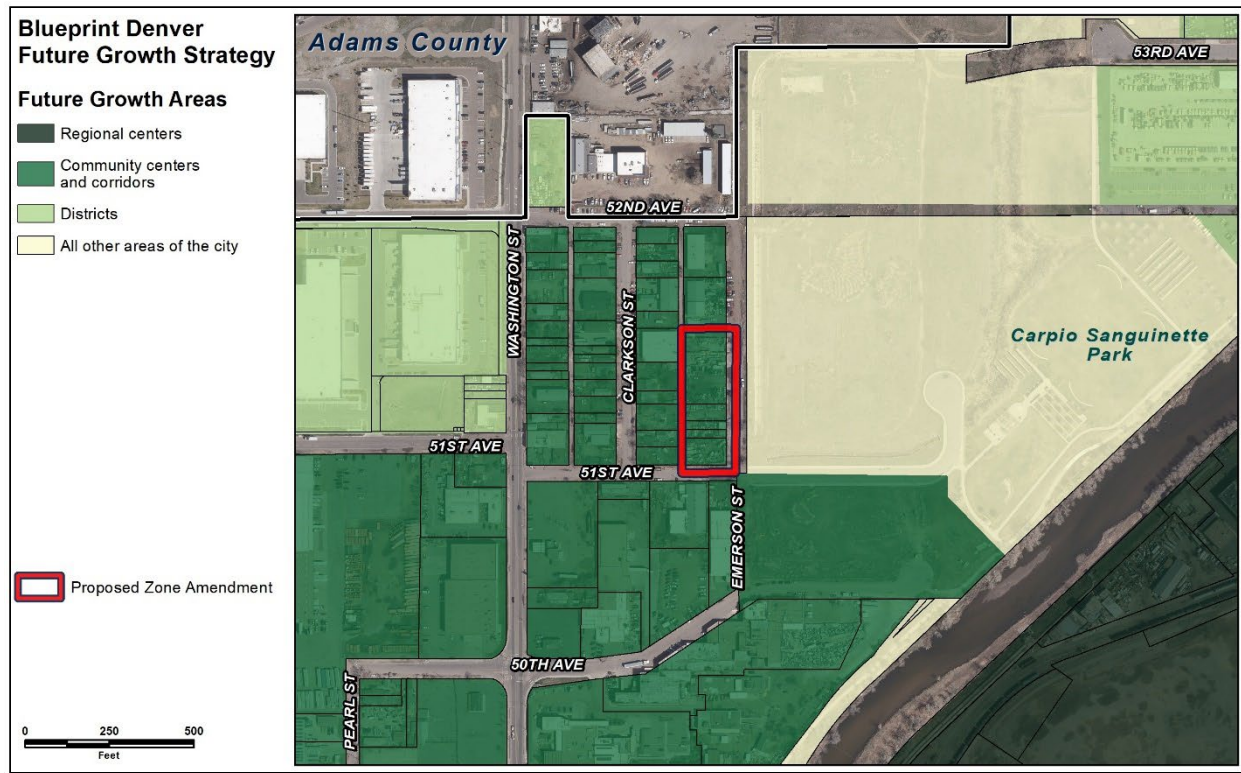 Blueprint Denver
Future Growth Strategy
Future Growth Areas
Regional centers
Community centers
and corridors
Districts
All other areas of the city
Proposed Zone Amendment
0 250 500
Feet
Adams County
53RD AVE
52ND AVE
WASHINGTON ST
CLARKSON ST
Carpio Sanguinette
Park
51ST AVE
51ST AVE
EMERSON ST
50TH AVE
PEARL ST